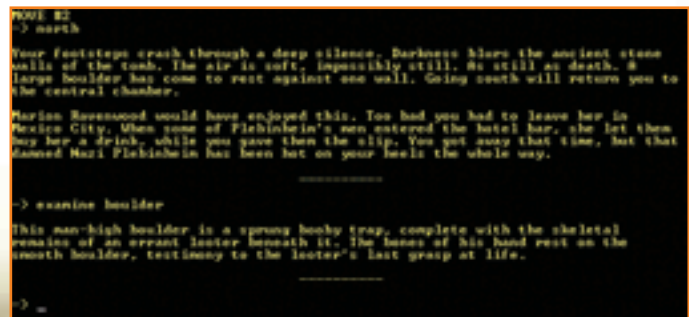 MOVE #2
-> north
Your footsteps crash through a deep silence. Darkness blurs the ancient stone
walls of the tomb. The air is soft, impossibly still. As still as death. A
large boulder has come to rest against one wall. Going south will return you to
the central chamber.
Marion Ravenwood would have enjoyed this. Too bad you had to leave her in
Mexico City. When some of Plebinheim's men entered the hotel bar, she let them
buy her a drink, while you gave them the slip. You got away that time, but that
damned Nazi Plebinheim has been hot on your heels the whole way.
----------
-> examine boulder
This man-high boulder is a sprung booby trap, complete with the skeletal
remains of an errant looter beneath it. The bones of his hand rest on the
smooth boulder, testimony to the looter's last grasp at life.
----------
-> _